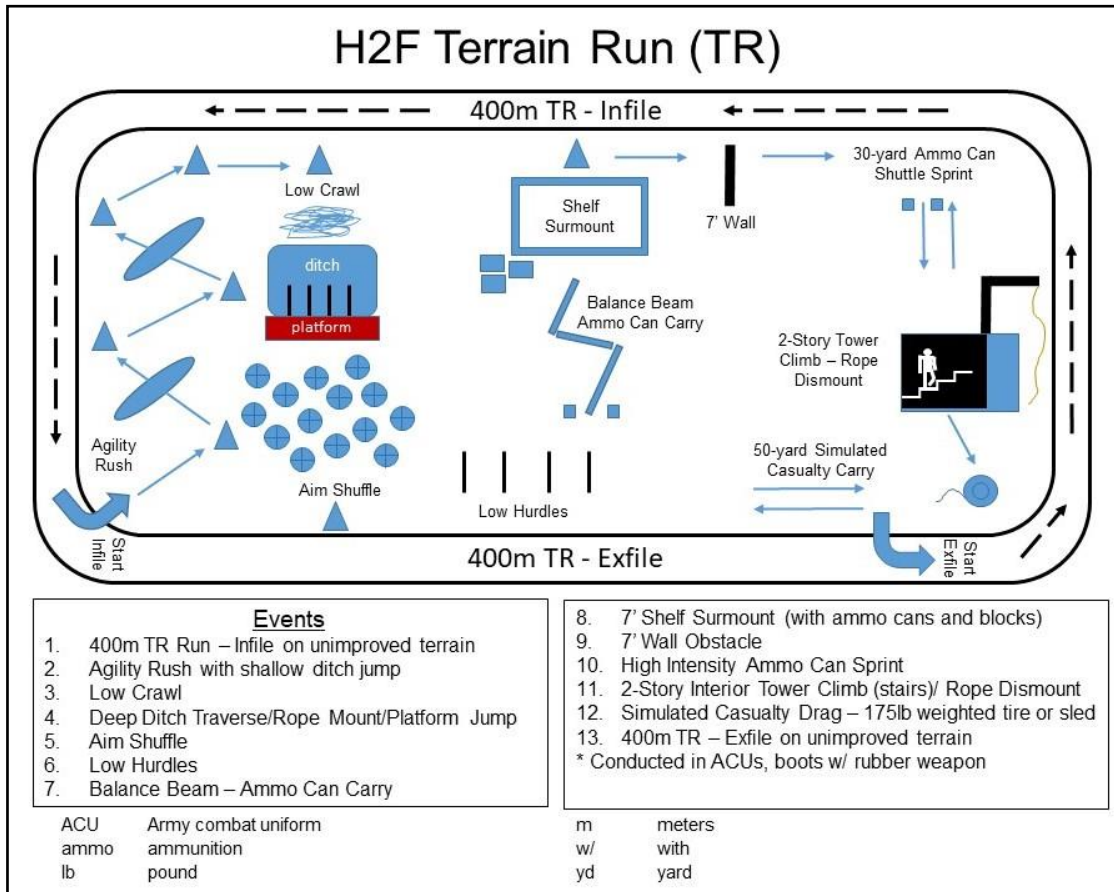 H2F Terrain Run (TR)
400m TR - Infile
Low Crawl
ditch
platform
Agility
Rush
Aim Shuffle
Start
Infile
Shelf
Surmount
7' Wall
30-yard Ammo Can
Shuttle Sprint
Balance Beam
Ammo Can Carry
2-Story Tower
Climb – Rope
Dismount
Low Hurdles
50-yard Simulated
Casualty Carry
Start
Exfile
400m TR - Exfile
Events
1. 400m TR Run – Infile on unimproved terrain
2. Agility Rush with shallow ditch jump
3. Low Crawl
4. Deep Ditch Traverse/Rope Mount/Platform Jump
5. Aim Shuffle
6. Low Hurdles
7. Balance Beam – Ammo Can Carry
8. 7' Shelf Surmount (with ammo cans and blocks)
9. 7' Wall Obstacle
10. High Intensity Ammo Can Sprint
11. 2-Story Interior Tower Climb (stairs)/ Rope Dismount
12. Simulated Casualty Drag – 175lb weighted tire or sled
13. 400m TR – Exfile on unimproved terrain
* Conducted in ACUs, boots w/ rubber weapon
ACU Army combat uniform
ammo ammunition
lb pound
m meters
w/ with
yd yard